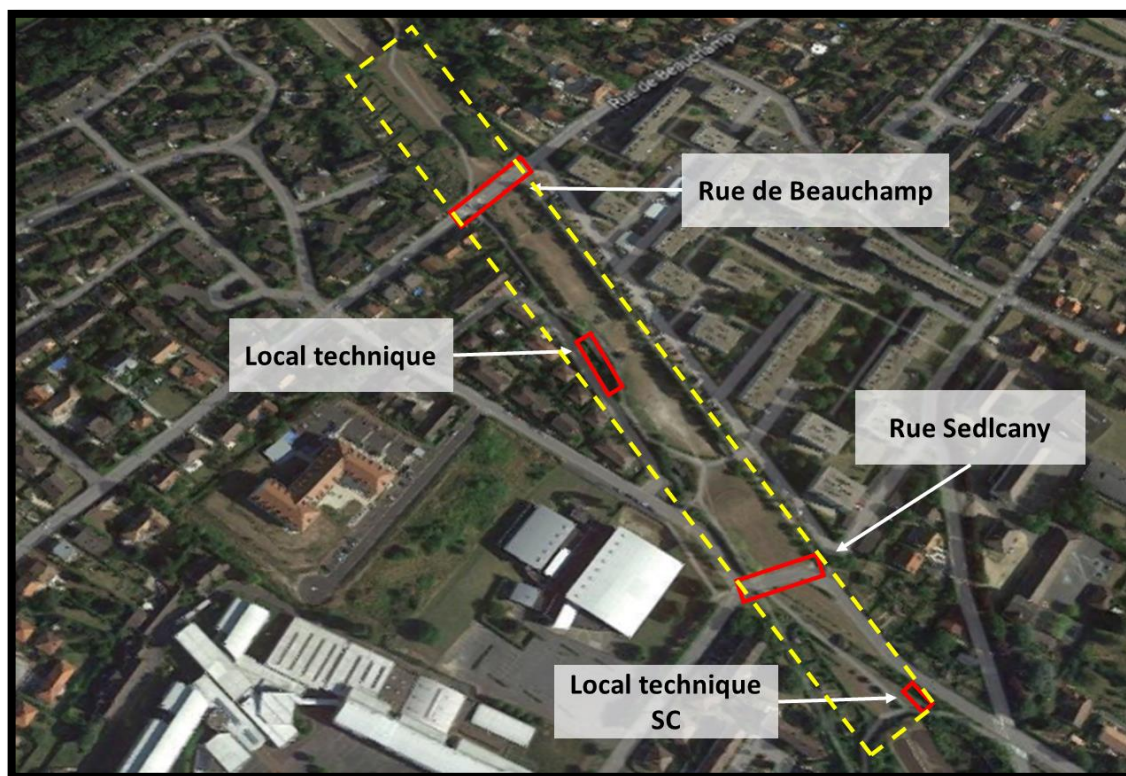 Rue de Beauchamp
Rue de Beauchamp
Local technique
Rue Sedlcany
Local technique
SC